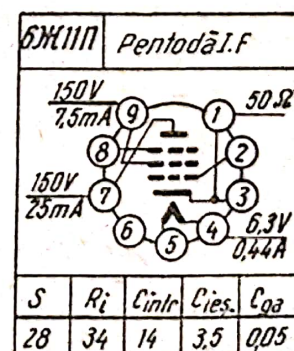 6Ж11П Pentodă Î.F
150V 7,5mA
9 1 50Ω
8 2
150V 25mA
7 3
6 5 4
6,3V 0,44A
S Ri Cintr Cieș. Cga
28 34 14 3,5 0,05